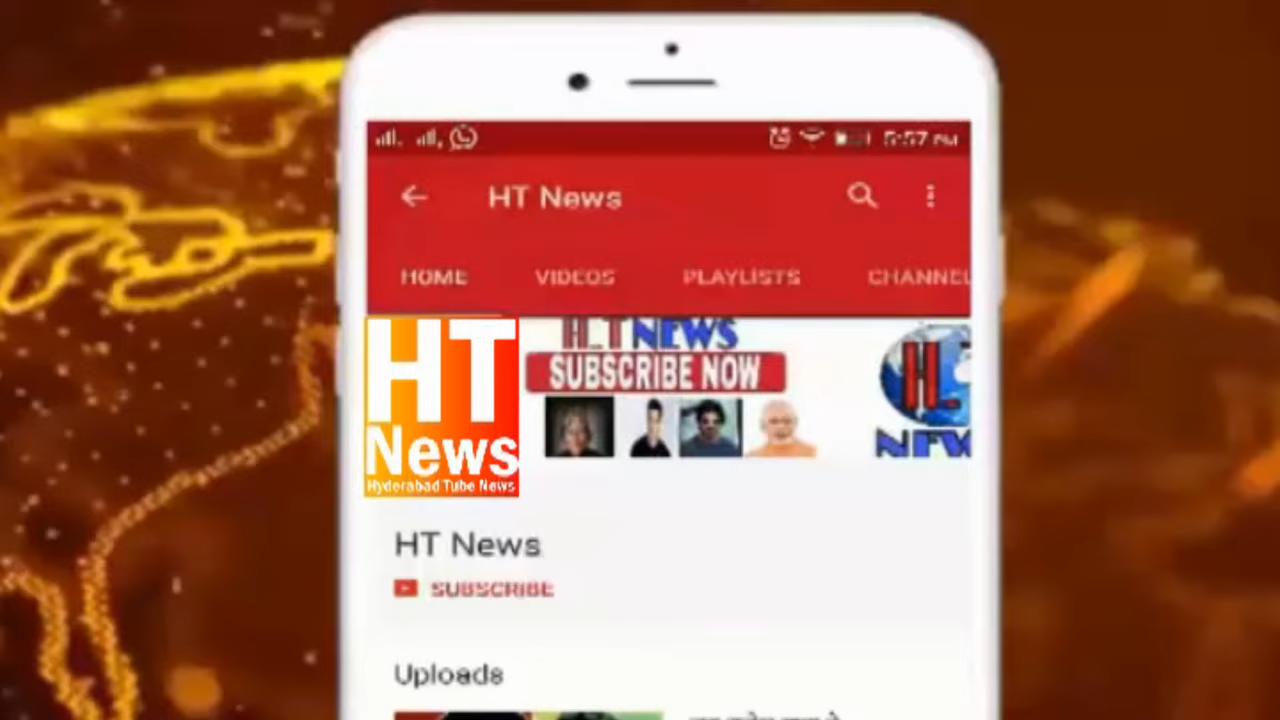 5:57 PM
HT News
HOME VIDEOS PLAYLISTS CHANNEL
HT
News
Hyderabad Tube News
H_T NEWS
SUBSCRIBE NOW
HT News
SUBSCRIBE
Uploads